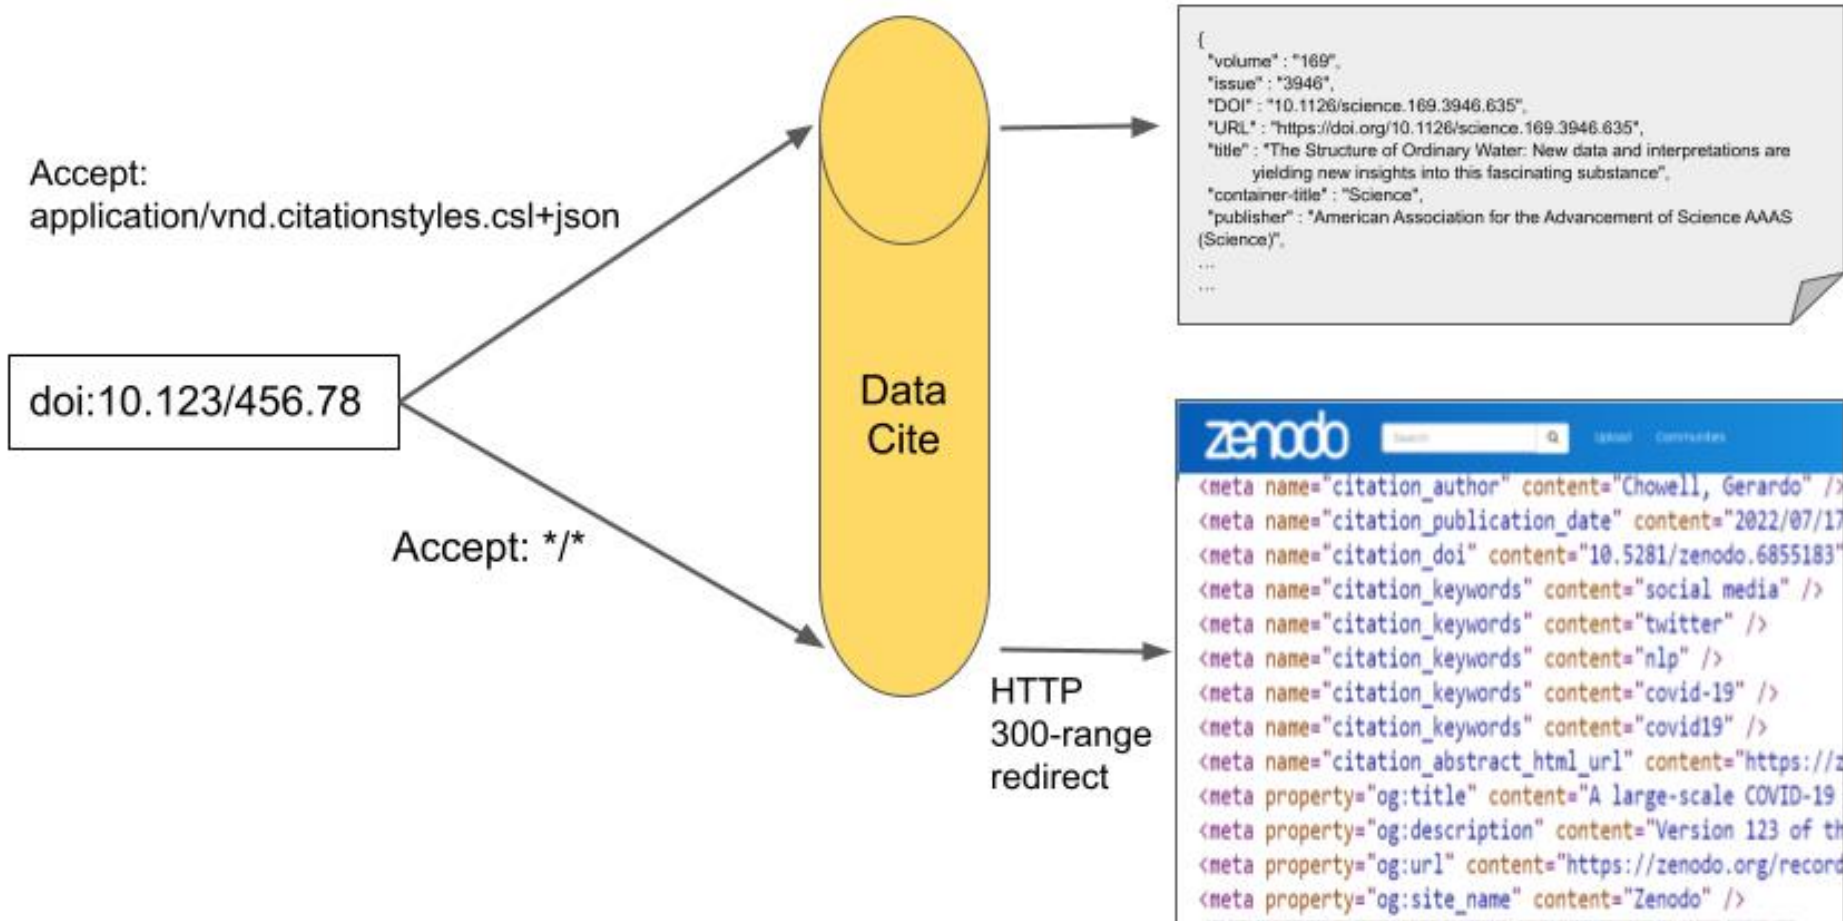 Accept:
application/vnd.citationstyles.csl+json
doi:10.123/456.78
Accept: */*
Data
Cite
HTTP
300-range
redirect
{
"volume" : "169",
"issue" : "3946",
"DOI" : "10.1126/science.169.3946.635",
"URL" : "https://doi.org/10.1126/science.169.3946.635",
"title" : "The Structure of Ordinary Water: New data and interpretations are
yielding new insights into this fascinating substance",
"container-title" : "Science",
"publisher" : "American Association for the Advancement of Science AAAS
(Science)",
...
...
zenodo
Search
Upload
Communities
<meta name="citation_author" content="Chowell, Gerardo" />
<meta name="citation_publication_date" content="2022/07/17
<meta name="citation_doi" content="10.5281/zenodo.6855183"
<meta name="citation_keywords" content="social media" />
<meta name="citation_keywords" content="twitter" />
<meta name="citation_keywords" content="nlp" />
<meta name="citation_keywords" content="covid-19" />
<meta name="citation_keywords" content="covid19" />
<meta name="citation_abstract_html_url" content="https://z
<meta property="og:title" content="A large-scale COVID-19
<meta property="og:description" content="Version 123 of th
<meta property="og:url" content="https://zenodo.org/record
<meta property="og:site_name" content="Zenodo" />